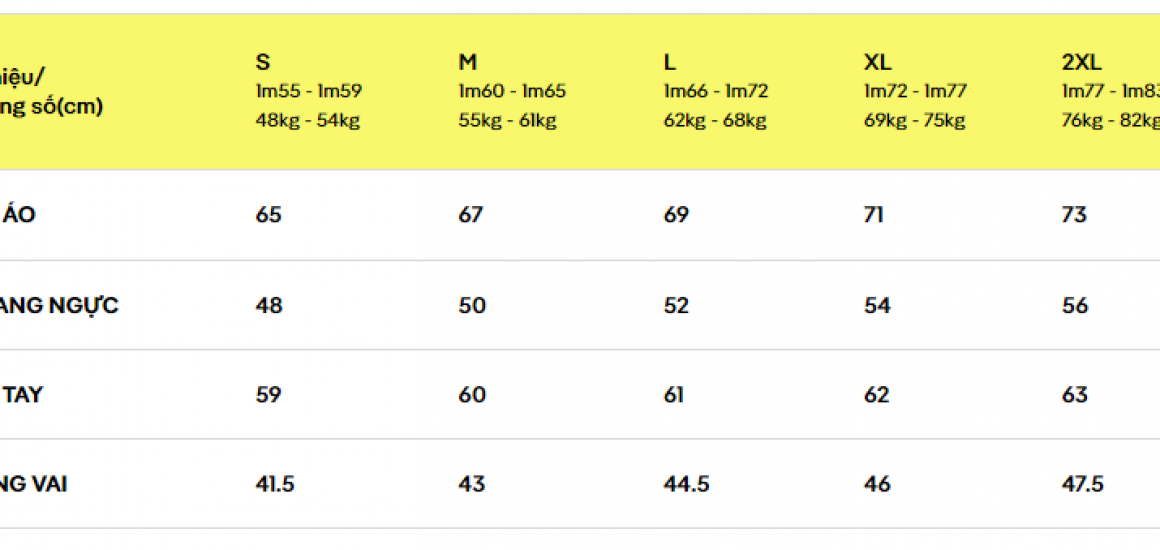 hiệu/
ng số(cm)
S
1m55 - 1m59
48kg - 54kg
M
1m60 - 1m65
55kg - 61kg
L
1m66 - 1m72
62kg - 68kg
XL
1m72 - 1m77
69kg - 75kg
2XL
1m77 - 1m83
76kg - 82kg
ÁO 65 67 69 71 73
ANG NGỰC 48 50 52 54 56
TAY 59 60 61 62 63
NG VAI 41.5 43 44.5 46 47.5